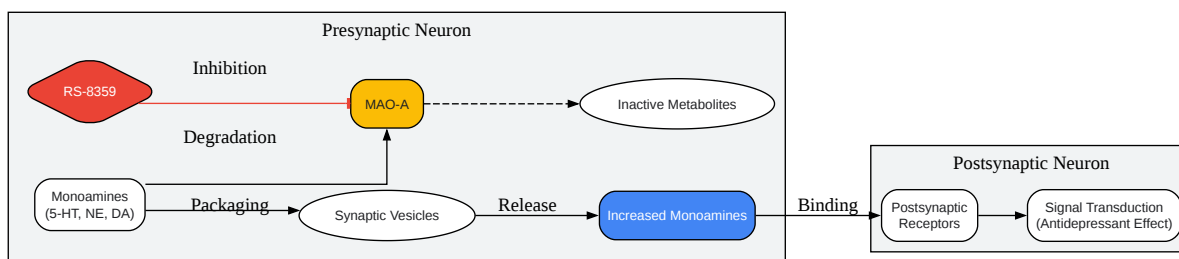 Presynaptic Neuron
Inhibition
RS-8359
MAO-A
Inactive Metabolites
Degradation
Monoamines
(5-HT, NE, DA)
Packaging
Synaptic Vesicles
Release
Increased Monoamines
Binding
Postsynaptic Neuron
Postsynaptic
Receptors
Signal Transduction
(Antidepressant Effect)